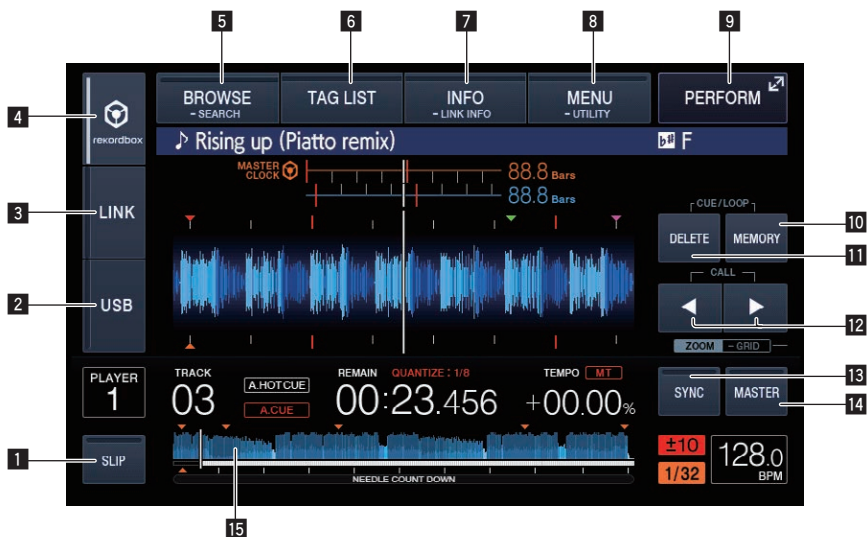 5 6 7 8 9
4
rekordbox
BROWSE
- SEARCH
TAG LIST
INFO
- LINK INFO
MENU
- UTILITY
PERFORM
♪ Rising up (Piatto remix)
b# F
MASTER CLOCK
88.8 Bars
88.8 Bars
3
LINK
CUE/LOOP
DELETE MEMORY
10
11
2
USB
CALL
12
ZOOM - GRID
PLAYER
1
TRACK
03
A.HOTCUE
A.CUE
REMAIN QUANTIZE : 1/8
00:23.456
TEMPO MT
+00.00%
SYNC MASTER
13
14
1
SLIP
NEEDLE COUNT DOWN
±10
1/32
128.0
BPM
15